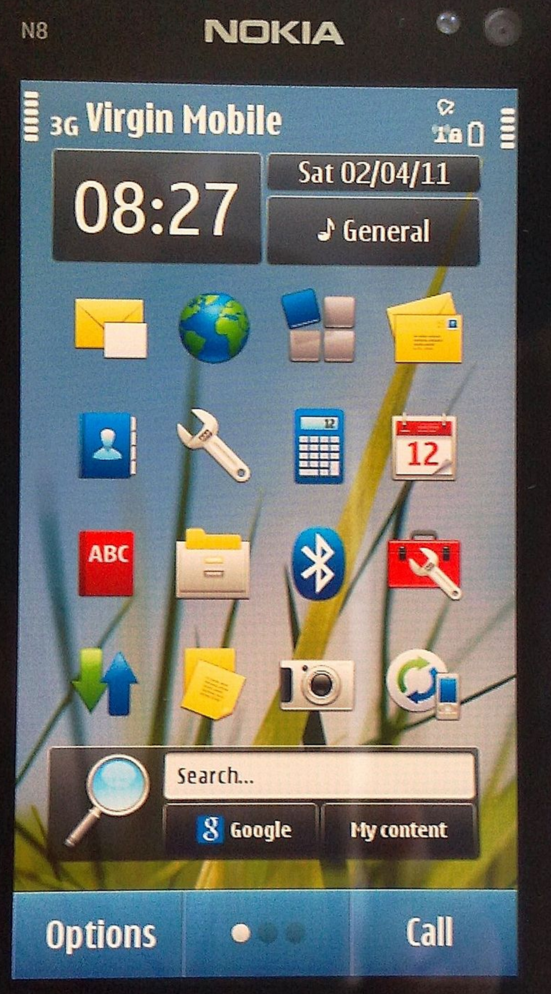 N8
NOKIA
3G Virgin Mobile
08:27
Sat 02/04/11
General
12
12
ABC
Search...
g Google
My content
Options
Call